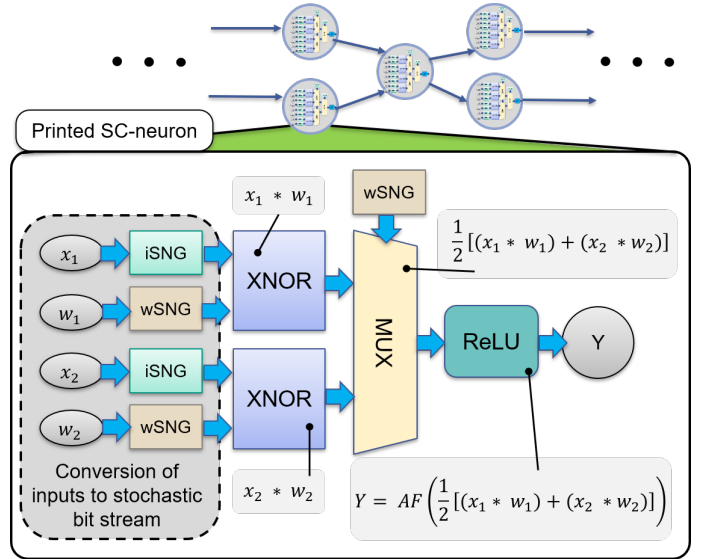 • • •
• • •
Printed SC-neuron
wSNG
x₁ * w₁
1/2 [(x₁ * w₁) + (x₂ * w₂)]
x₁
iSNG
XNOR
w₁
wSNG
MUX
ReLU
Y
x₂
iSNG
XNOR
w₂
wSNG
Conversion of
inputs to stochastic
bit stream
x₂ * w₂
Y = AF(1/2 [(x₁ * w₁) + (x₂ * w₂)])